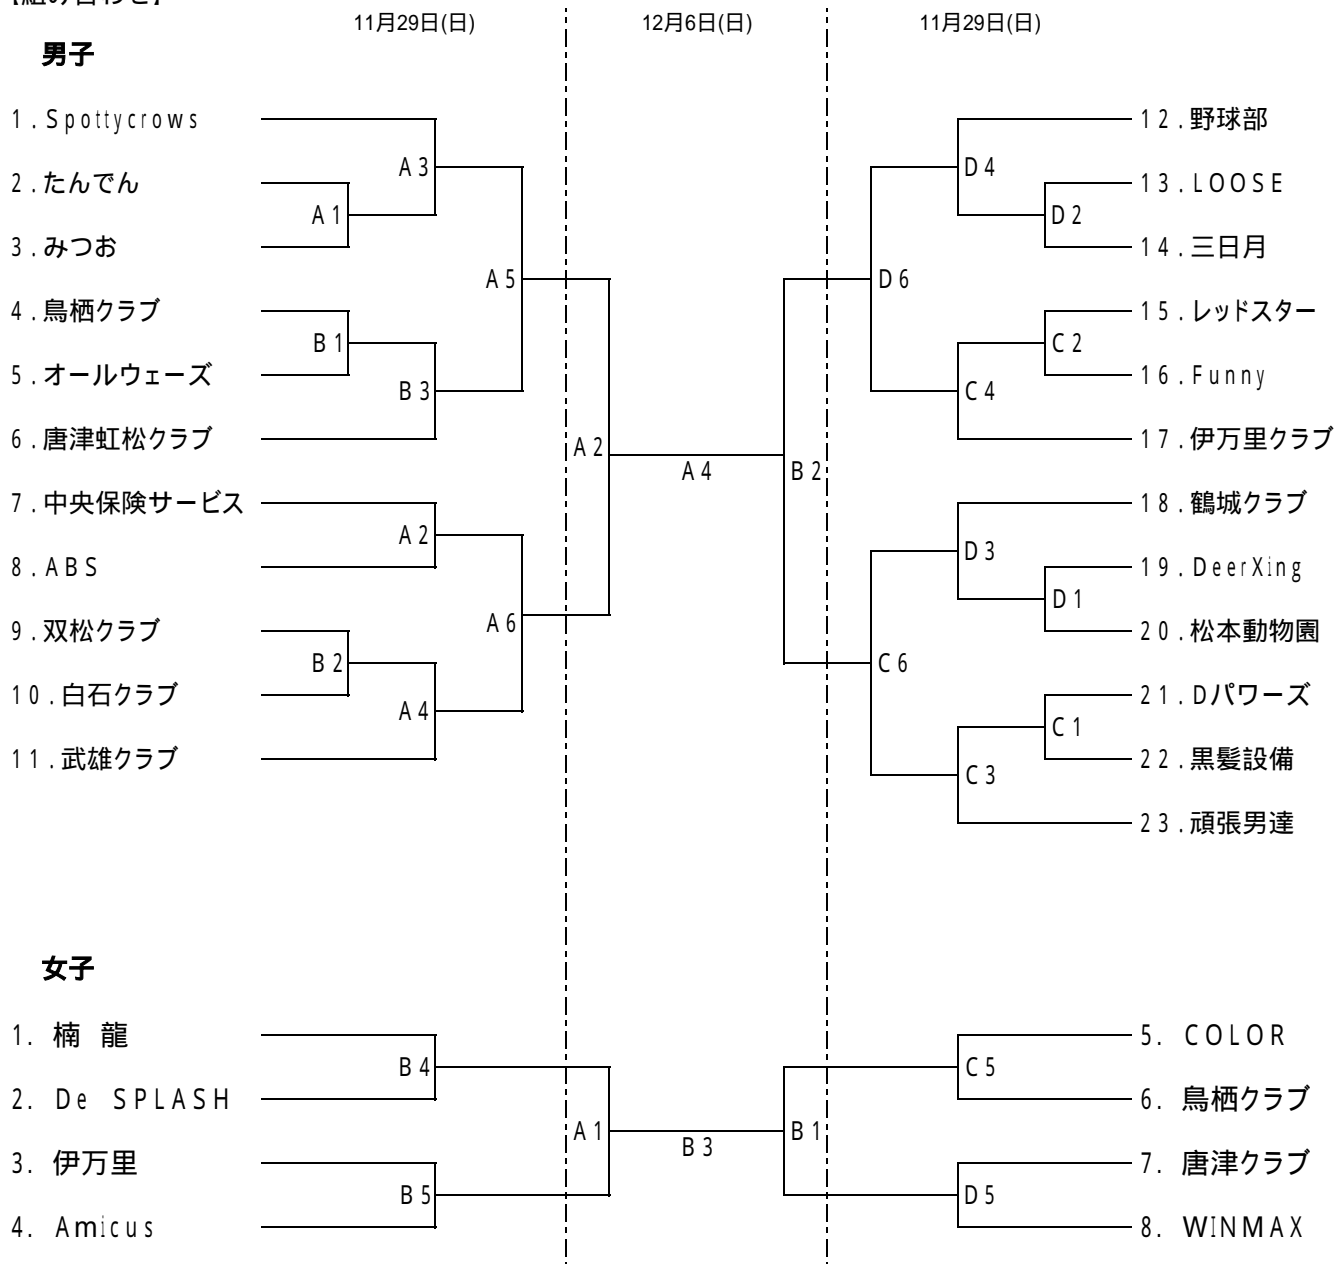 【組み合わせ】
11月29日(日) 12月6日(日) 11月29日(日)
男子
1.Spottycrows
2.たんでん
3.みつお
4.鳥栖クラブ
5.オールウェーズ
6.唐津虹松クラブ
7.中央保険サービス
8.ABS
9.双松クラブ
10.白石クラブ
11.武雄クラブ
A3
A1
A5
B1
B3
A2
A6
B2
A4
A2
A4
B2
D4
D2
D6
C2
C4
D3
D1
C6
C1
C3
12.野球部
13.LOOSE
14.三日月
15.レッドスター
16.Funny
17.伊万里クラブ
18.鶴城クラブ
19.DeerXing
20.松本動物園
21.Dパワーズ
22.黒髪設備
23.頑張男達
女子
1. 楠 龍
2. De SPLASH
3. 伊万里
4. Amicus
B4
B5
A1
B3
B1
C5
D5
5. COLOR
6. 鳥栖クラブ
7. 唐津クラブ
8. WINMAX